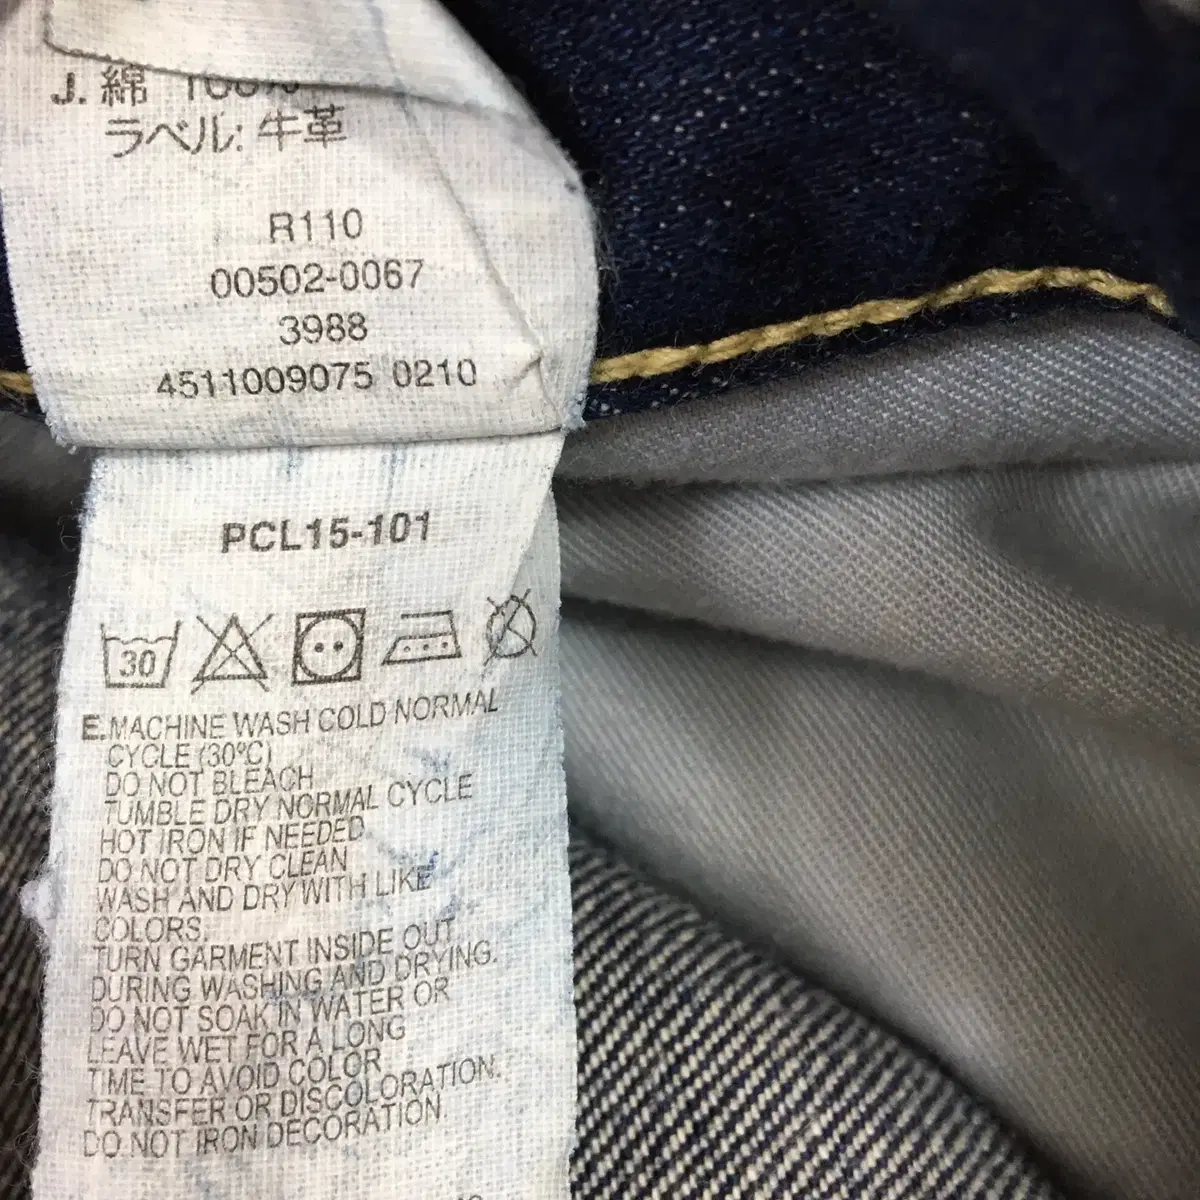 J. 綿 100%
ラベル: 牛革
R110
00502-0067
3988
4511009075 0210
PCL15-101
30
E. MACHINE WASH COLD NORMAL
CYCLE (30ºC)
DO NOT BLEACH
TUMBLE DRY NORMAL CYCLE
HOT IRON IF NEEDED
DO NOT DRY CLEAN
WASH AND DRY WITH LIKE
COLORS.
TURN GARMENT INSIDE OUT
DURING WASHING AND DRYING.
DO NOT SOAK IN WATER OR
LEAVE WET FOR A LONG
TIME TO AVOID COLOR
TRANSFER OR DISCOLORATION.
DO NOT IRON DECORATION.